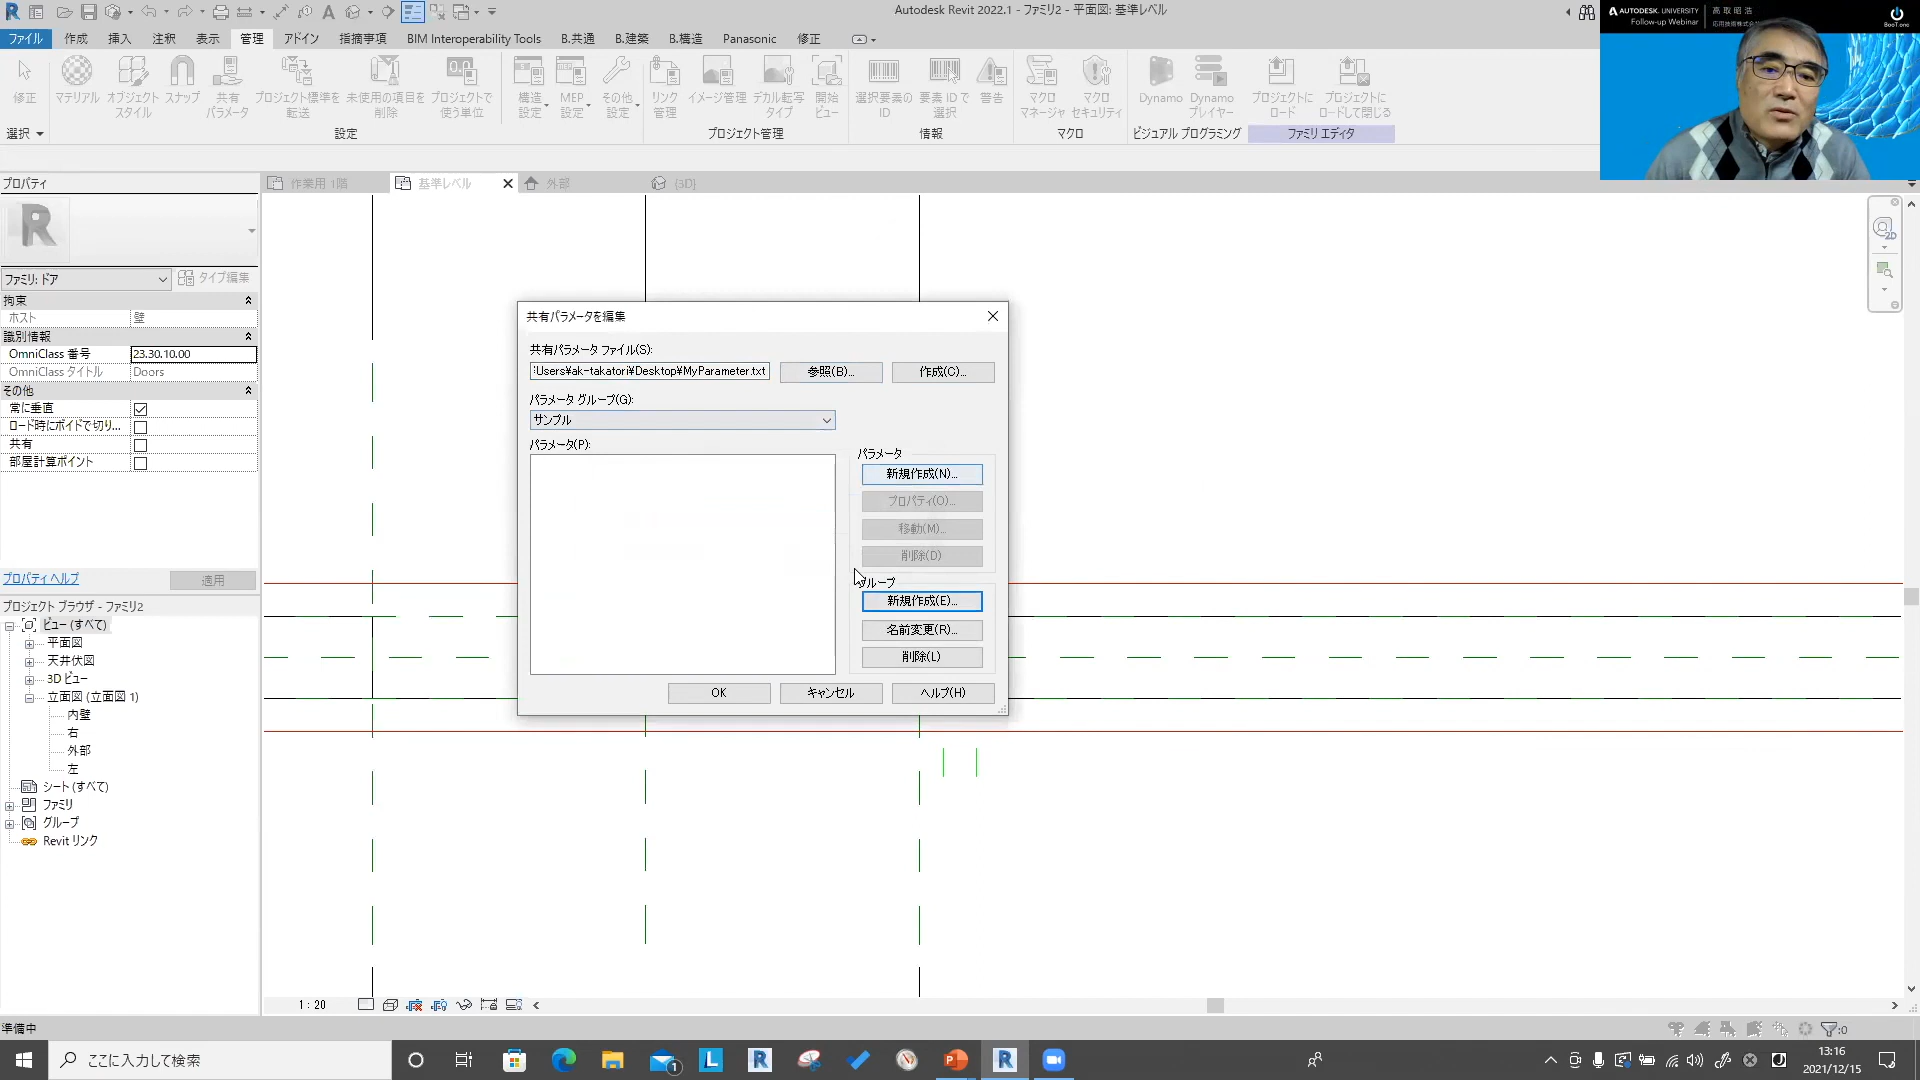 Autodesk Revit 2022.1 - ファミリ2 - 平面図: 基準レベル
AUTODESK. UNIVERSITY
Follow-up Webinar
高 取 昭 浩
BooT.one
ファイル 作成 挿入 注釈 表示 管理 アドイン 指摘事項 BIM Interoperability Tools B.共通 B.建築 B.構造 Panasonic 修正
修正
マテリアル
オブジェクト
スタイル
スナップ
共有
パラメータ
プロジェクト標準を
転送
未使用の項目を
削除
プロジェクトで
使う単位
構造
設定
MEP
設定
その他
設定
リンク
管理
イメージ管理
デカル転写
タイプ
開始
ビュー
選択要素の
ID
要素 ID で
選択
警告
マクロ
マネージャ
マクロ
セキュリティ
Dynamo
Dynamo
プレイヤー
プロジェクトに
ロード
プロジェクトに
ロードして閉じる
選択 設定 プロジェクト管理 情報 マクロ ビジュアル プログラミング ファミリ エディタ
プロパティ
作業用 1階
基準レベル
外部
{3D}
R
ファミリ: ドア
タイプ編集
拘束
ホスト 壁
識別情報
OmniClass 番号 23.30.10.00
OmniClass タイトル Doors
その他
常に垂直
ロード時にボイドで切り...
共有
部屋計算ポイント
プロパティ ヘルプ
適用
プロジェクト ブラウザ - ファミリ2
ビュー (すべて)
平面図
天井伏図
3D ビュー
立面図 (立面図 1)
内壁
右
外部
左
シート (すべて)
ファミリ
グループ
Revit リンク
共有パラメータを編集
共有パラメータ ファイル(S):
:Users¥ak-takatori¥Desktop¥MyParameter.txt
参照(B)...
作成(C)...
パラメータ グループ(G):
サンプル
パラメータ(P):
パラメータ
新規作成(N)...
プロパティ(O)...
移動(M)...
削除(D)
グループ
新規作成(E)...
名前変更(R)...
削除(L)
OK
キャンセル
ヘルプ(H)
2D
1 : 20
準備中
:0
ここに入力して検索
1
13:16
2021/12/15